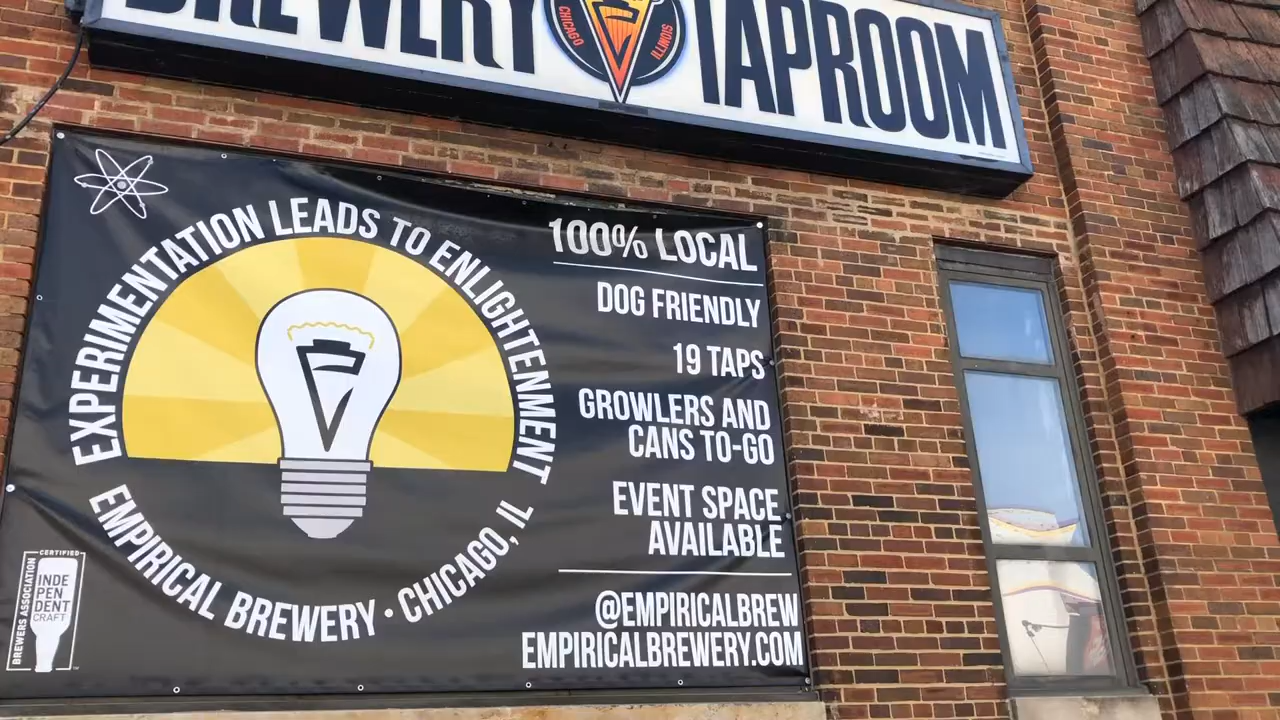 BREWERY TAPROOM
CHICAGO
ILLINOIS
EXPERIMENTATION LEADS TO ENLIGHTENMENT
EMPIRICAL BREWERY • CHICAGO, IL
100% LOCAL
DOG FRIENDLY
19 TAPS
GROWLERS AND
CANS TO-GO
EVENT SPACE
AVAILABLE
@EMPIRICALBREW
EMPIRICALBREWERY.COM
CERTIFIED
BREWERS ASSOCIATION
INDE
PEN
DENT
CRAFT